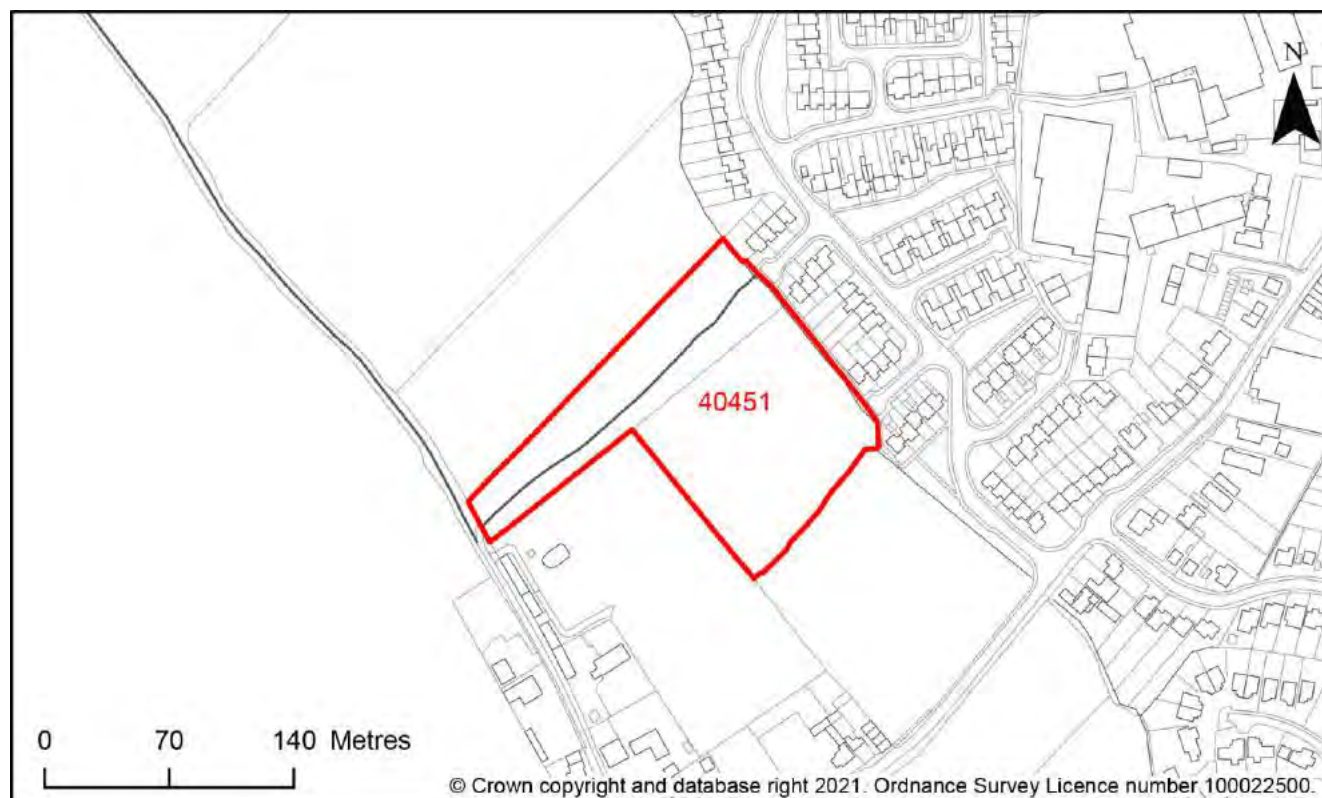 N
40451
0 70 140 Metres
© Crown copyright and database right 2021. Ordnance Survey Licence number 100022500.